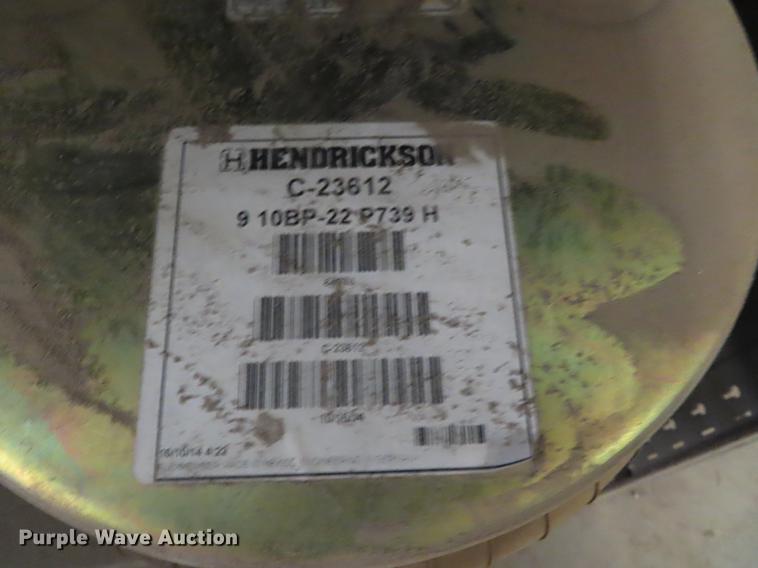 HENDRICKSON
C-23612
9 10BP-22 P739 H
C-23612
Purple Wave Auction